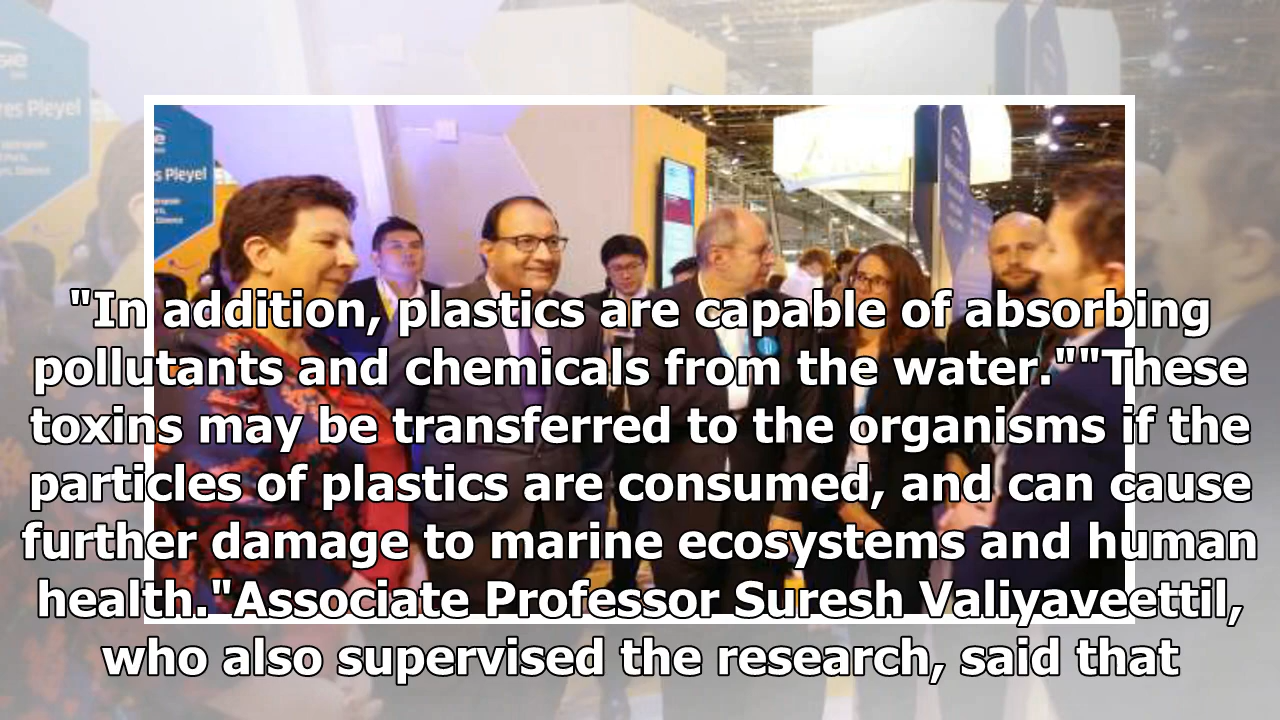 res Pleyel
"In addition, plastics are capable of absorbing
pollutants and chemicals from the water.""These
toxins may be transferred to the organisms if the
particles of plastics are consumed, and can cause
further damage to marine ecosystems and human
health."Associate Professor Suresh Valiyaveettil,
who also supervised the research, said that